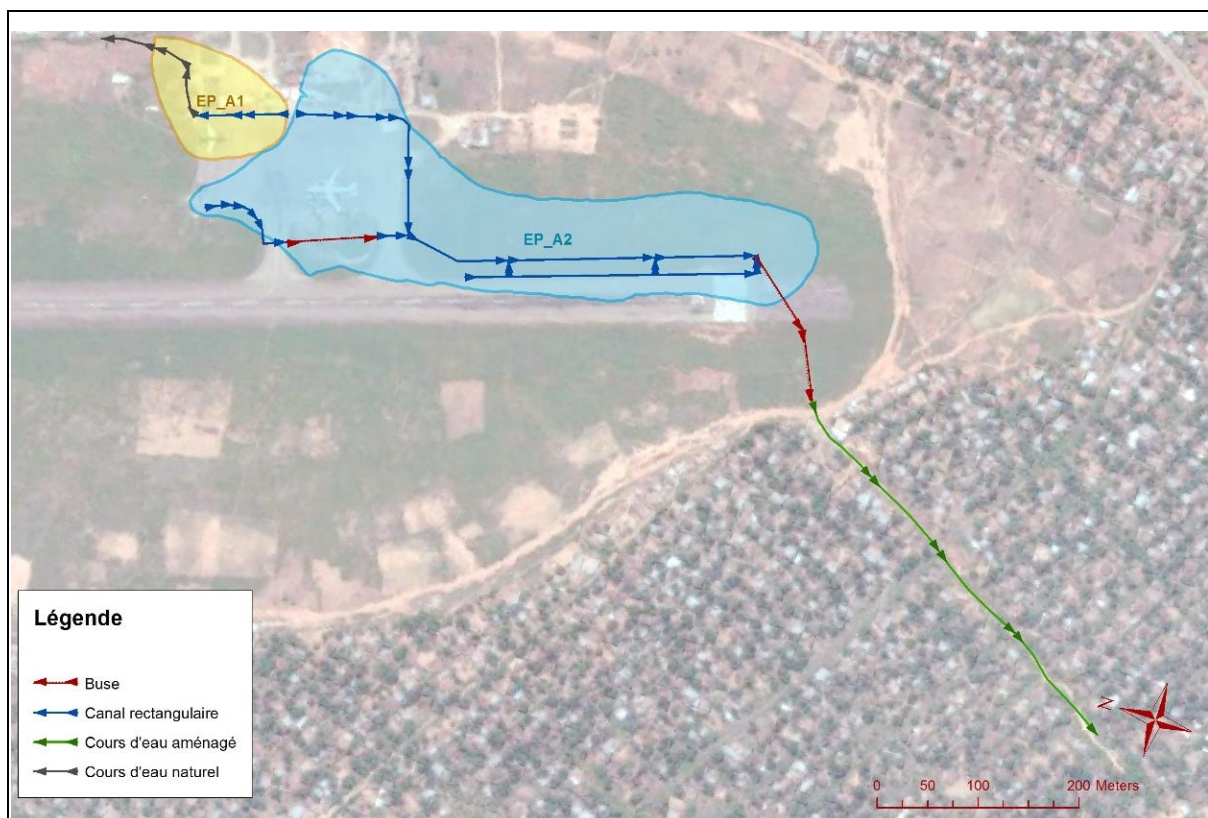 EP_A1
EP_A2
Légende
Buse
Canal rectangulaire
Cours d'eau aménagé
Cours d'eau naturel
N
0 50 100 200 Meters